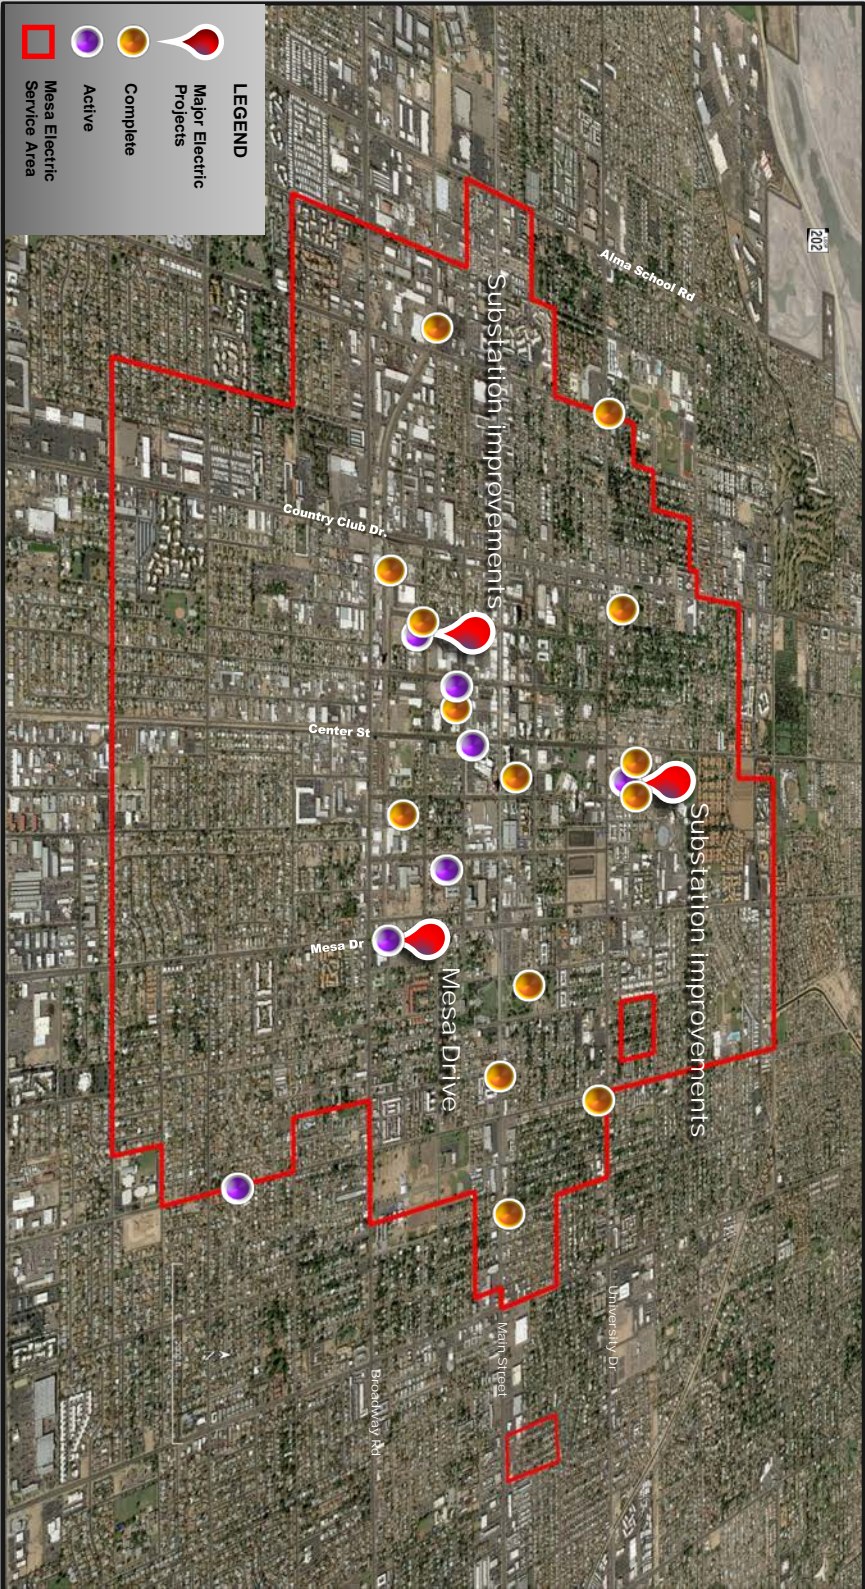 LEGEND
Major Electric
Projects
Complete
Active
Mesa Electric
Service Area
202
Alma School Rd
Substation improvements
Country Club Dr.
Center St
Substation improvements
Mesa Dr
Mesa Drive
University Dr
Main Street
Broadway Rd